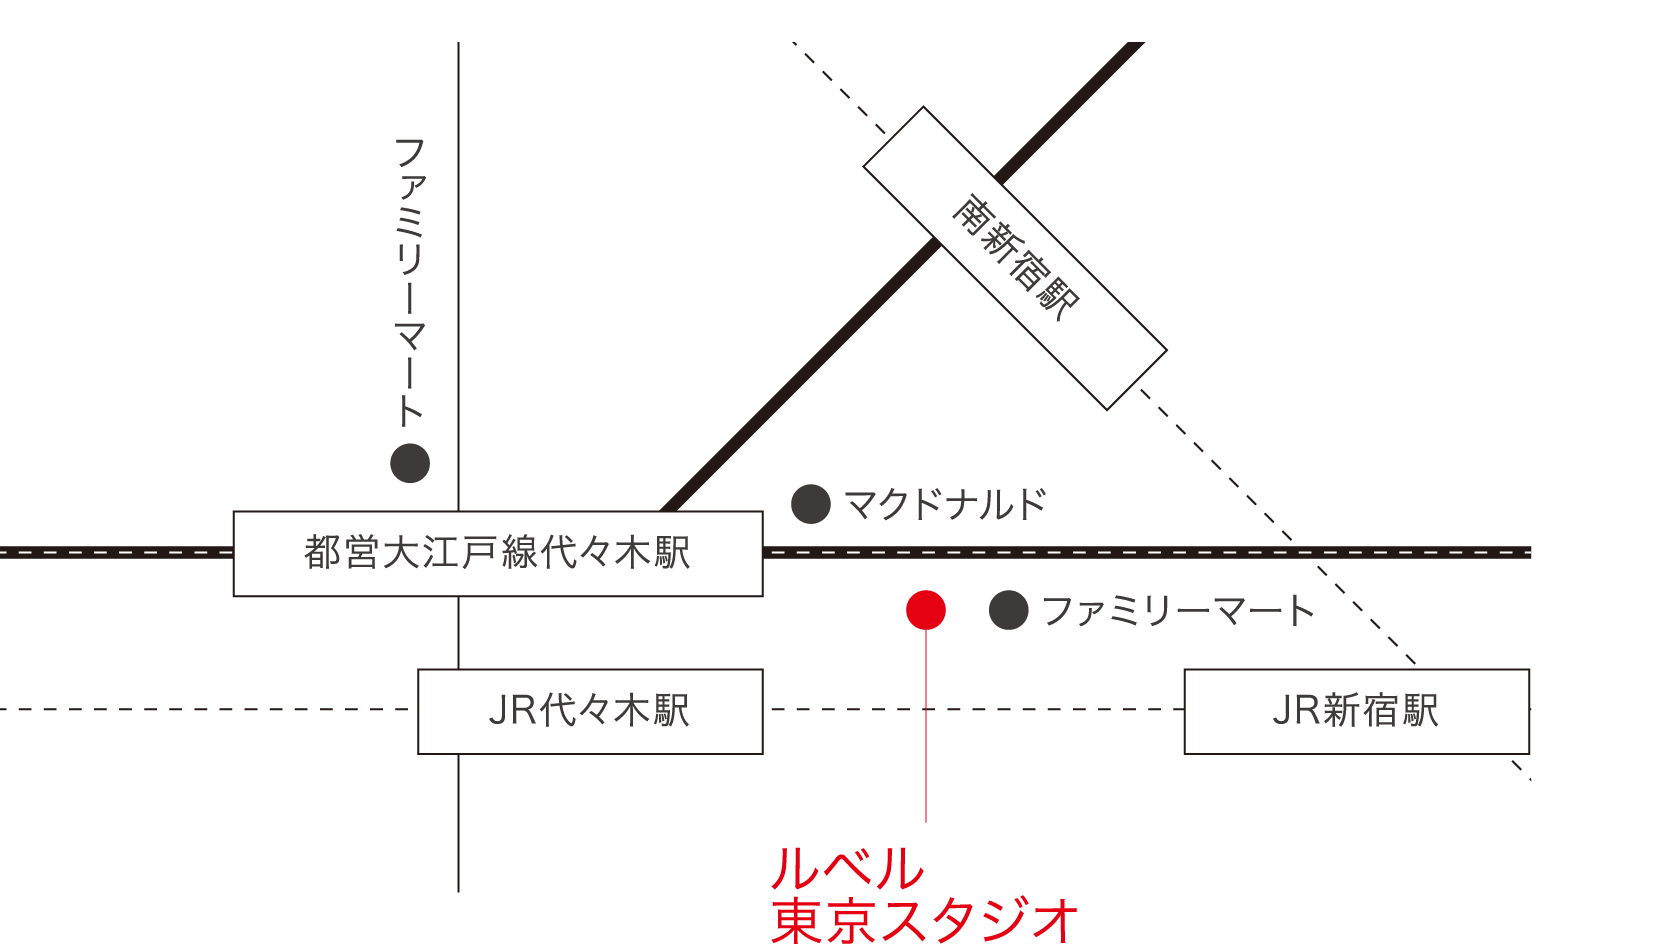 ファミリーマート
南新宿駅
マクドナルド
都営大江戸線代々木駅
ファミリーマート
JR代々木駅
JR新宿駅
ルベル
東京スタジオ